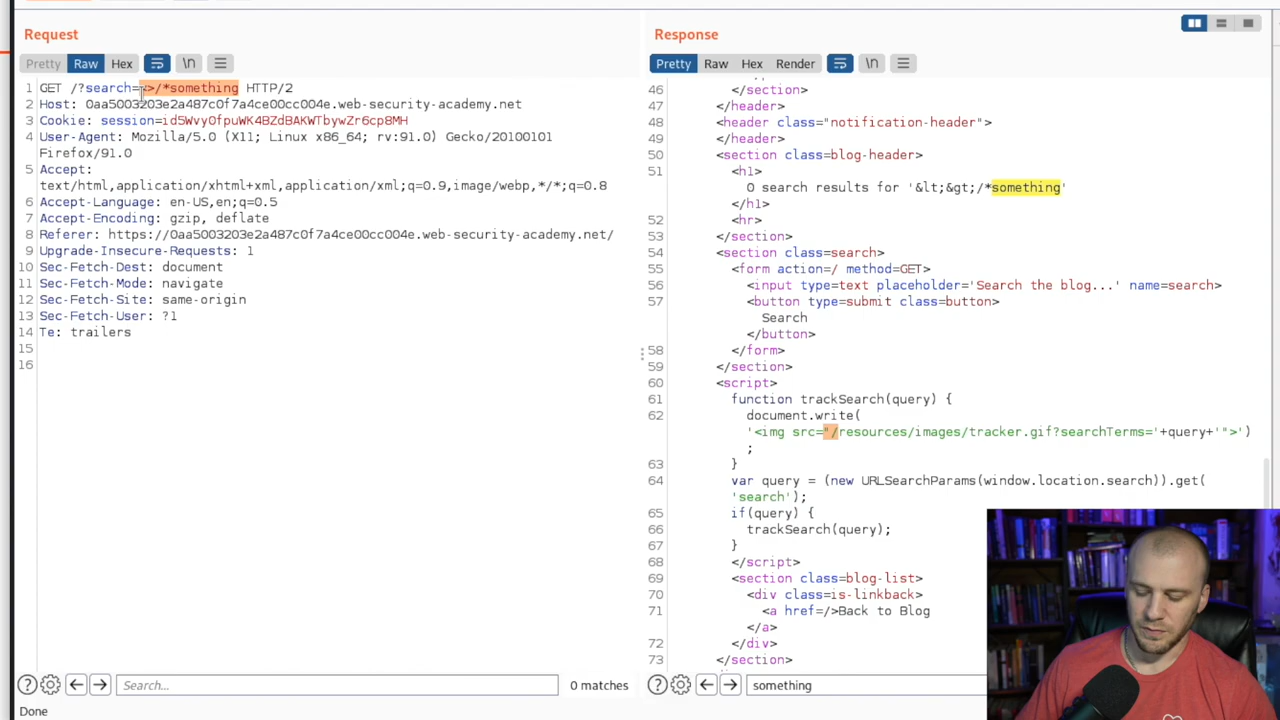 Request
Pretty Raw Hex \n
1 GET /?search=<>/*something HTTP/2
2 Host: 0aa5003203e2a487c0f7a4ce00cc004e.web-security-academy.net
3 Cookie: session=id5WvyOfpuWK4BZdBAKWTbywZr6cp8MH
4 User-Agent: Mozilla/5.0 (X11; Linux x86_64; rv:91.0) Gecko/20100101
Firefox/91.0
5 Accept:
text/html,application/xhtml+xml,application/xml;q=0.9,image/webp,*/*;q=0.8
6 Accept-Language: en-US,en;q=0.5
7 Accept-Encoding: gzip, deflate
8 Referer: https://0aa5003203e2a487c0f7a4ce00cc004e.web-security-academy.net/
9 Upgrade-Insecure-Requests: 1
10 Sec-Fetch-Dest: document
11 Sec-Fetch-Mode: navigate
12 Sec-Fetch-Site: same-origin
13 Sec-Fetch-User: ?1
14 Te: trailers
15
16
Search...
0 matches
Done
Response
Pretty Raw Hex Render \n
46 </section>
47 </header>
48 <header class="notification-header">
49 </header>
50 <section class=blog-header>
51 <h1>
0 search results for '&lt;&gt;/*something'
</h1>
52 <hr>
53 </section>
54 <section class=search>
55 <form action=/ method=GET>
56 <input type=text placeholder='Search the blog...' name=search>
57 <button type=submit class=button>
Search
</button>
58 </form>
59 </section>
60 <script>
61 function trackSearch(query) {
62 document.write(
'<img src="/resources/images/tracker.gif?searchTerms='+query+'">')
;
63 }
64 var query = (new URLSearchParams(window.location.search)).get(
'search');
65 if(query) {
66 trackSearch(query);
67 }
68 </script>
69 <section class=blog-list>
70 <div class=is-linkback>
71 <a href=/>Back to Blog
</a>
72 </div>
73 </section>
something